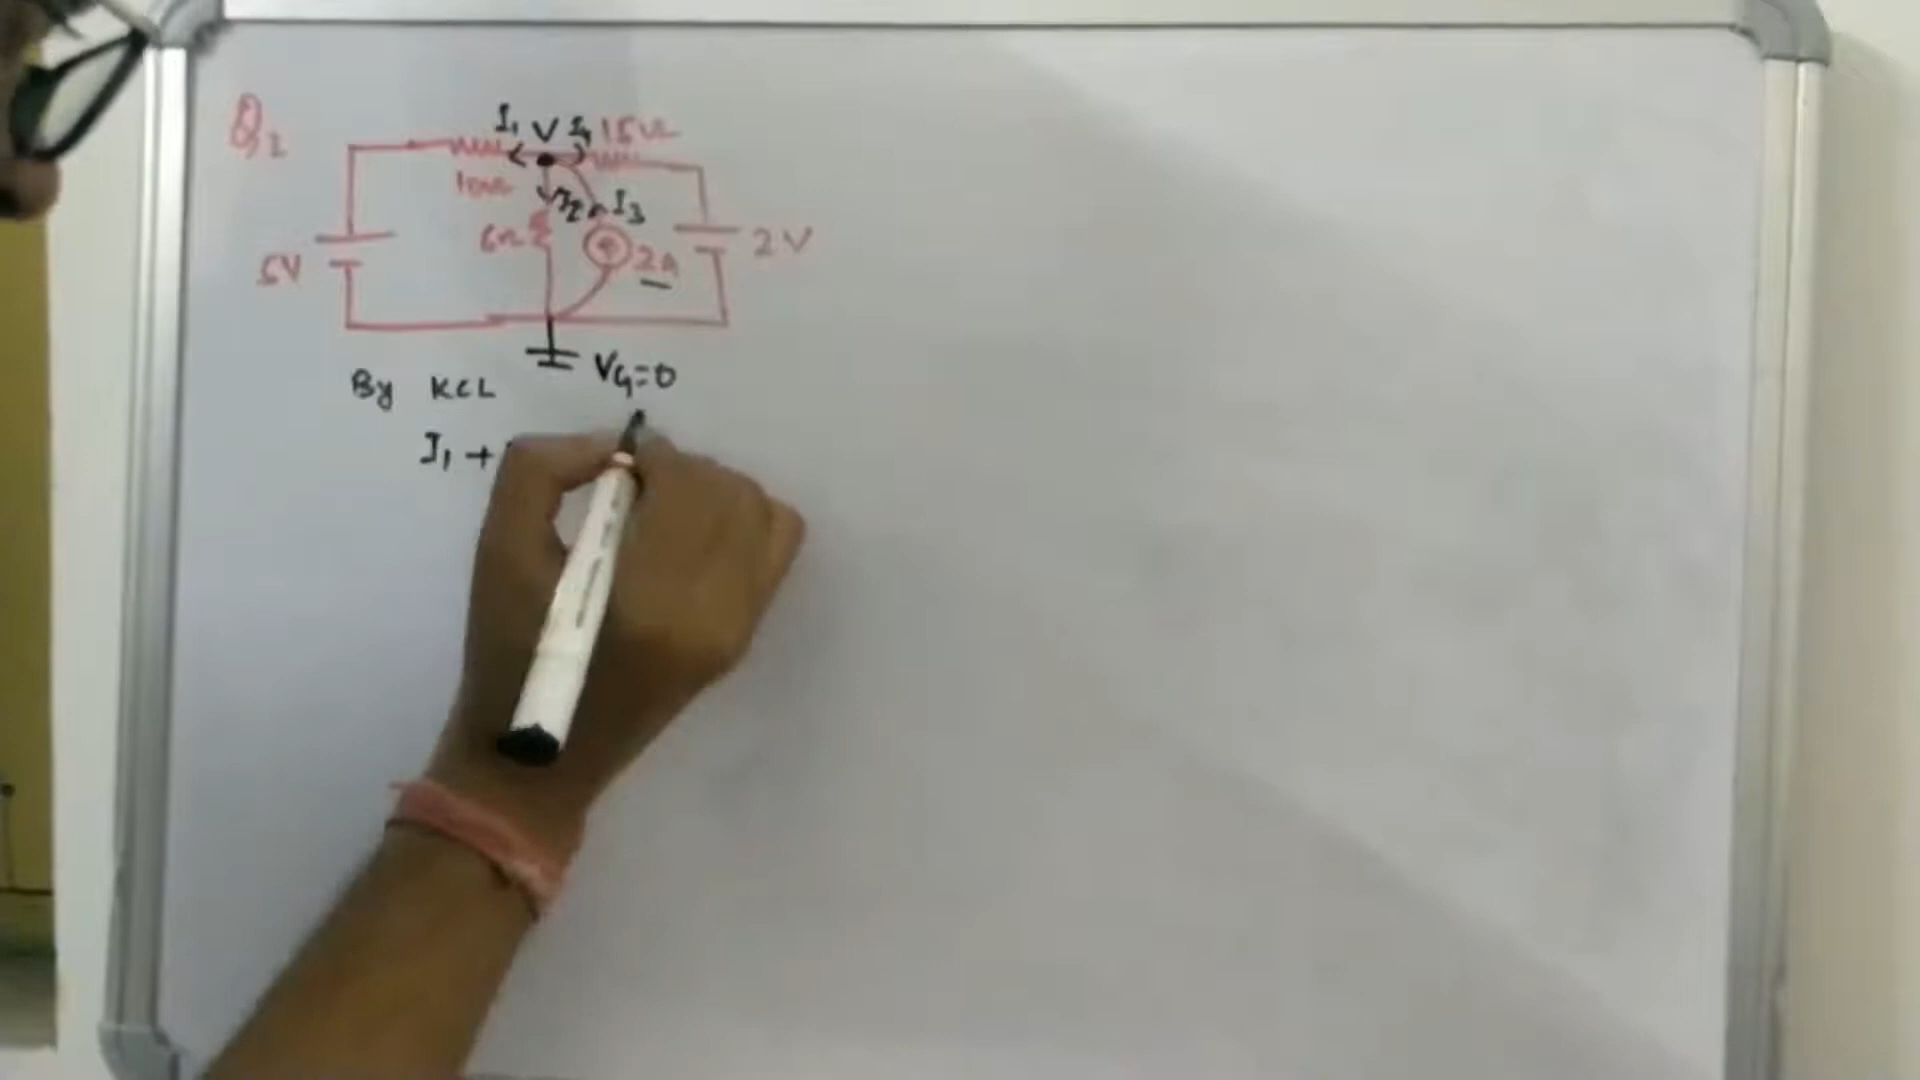 Q2
I1 V I4 15Ω
10Ω
I2 I3
6Ω 2A 2V
5V
VG=0
By KCL
I1 +